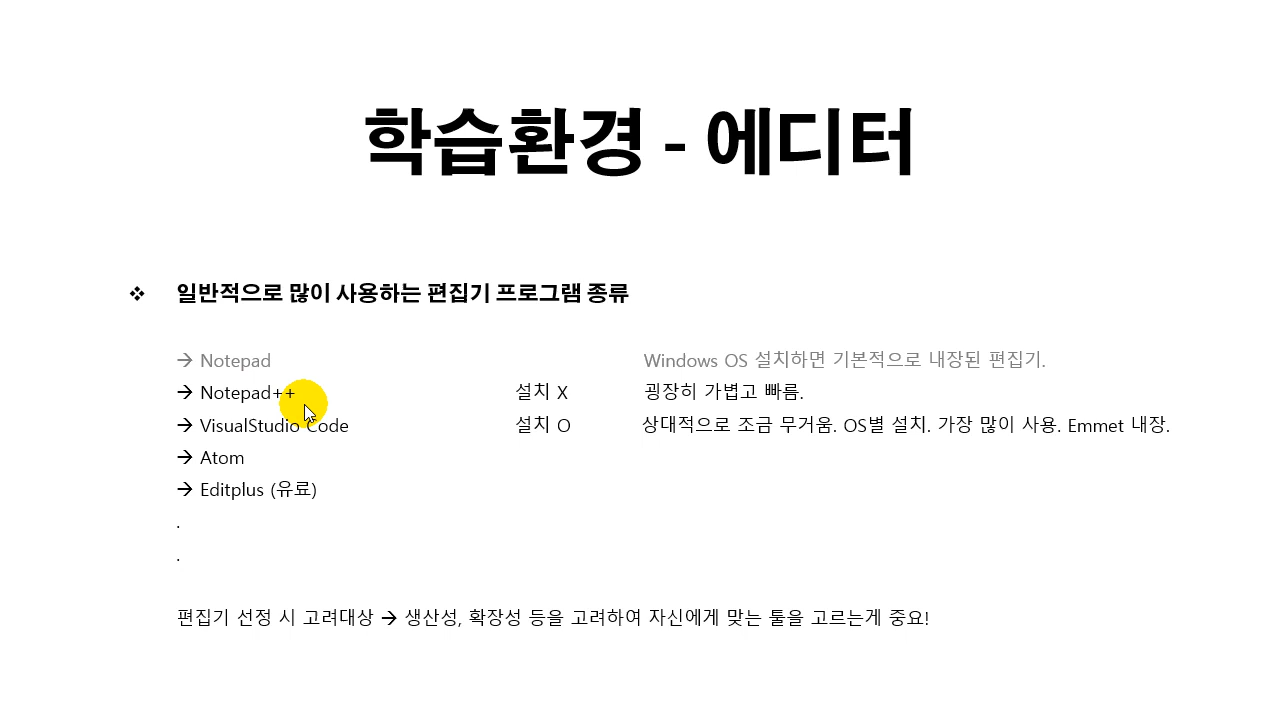 학습환경 - 에디터
❖ 일반적으로 많이 사용하는 편집기 프로그램 종류
→ Notepad Windows OS 설치하면 기본적으로 내장된 편집기.
→ Notepad++ 설치 X 굉장히 가볍고 빠름.
→ VisualStudio Code 설치 O 상대적으로 조금 무거움. OS별 설치. 가장 많이 사용. Emmet 내장.
→ Atom
→ Editplus (유료)
.
.
편집기 선정 시 고려대상 → 생산성, 확장성 등을 고려하여 자신에게 맞는 툴을 고르는게 중요!